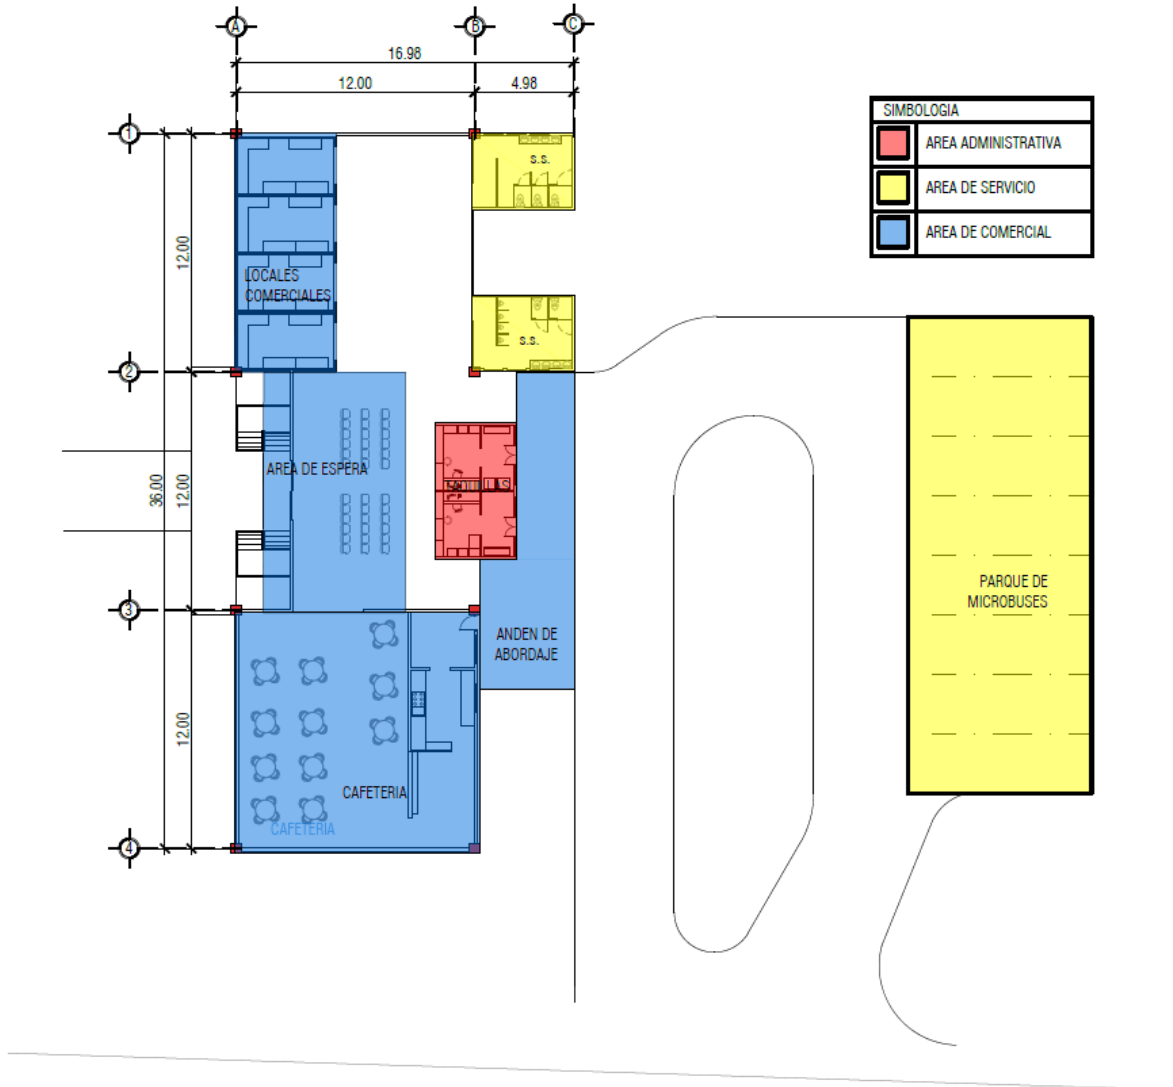 A
B
C
16.98
12.00
4.98
SIMBOLOGIA
AREA ADMINISTRATIVA
AREA DE SERVICIO
AREA DE COMERCIAL
1
s.s.
12.00
LOCALES
COMERCIALES
s.s.
2
AREA DE ESPERA
36.00
12.00
PARQUE DE
MICROBUSES
3
ANDEN DE
ABORDAJE
12.00
CAFETERIA
CAFETERIA
4